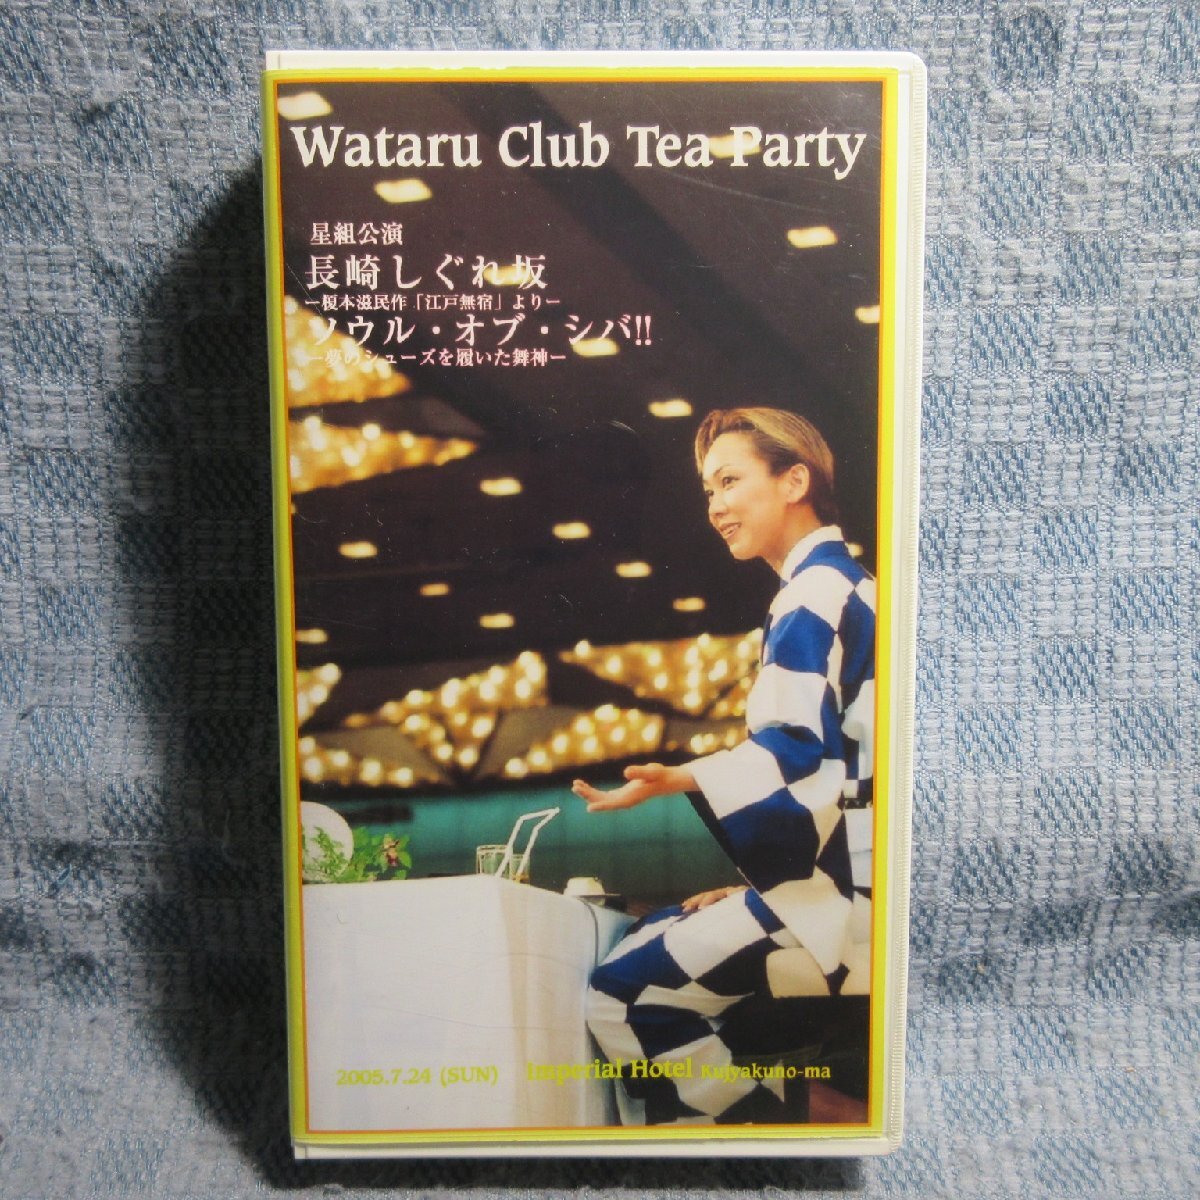 Wataru Club Tea Party
星組公演
長崎しぐれ坂
ー榎本滋民作「江戸無宿」よりー
ソウル・オブ・シバ!!
ー夢のシューズを履いた舞神ー
2005.7.24 (SUN) Imperial Hotel Kujyakuno-ma